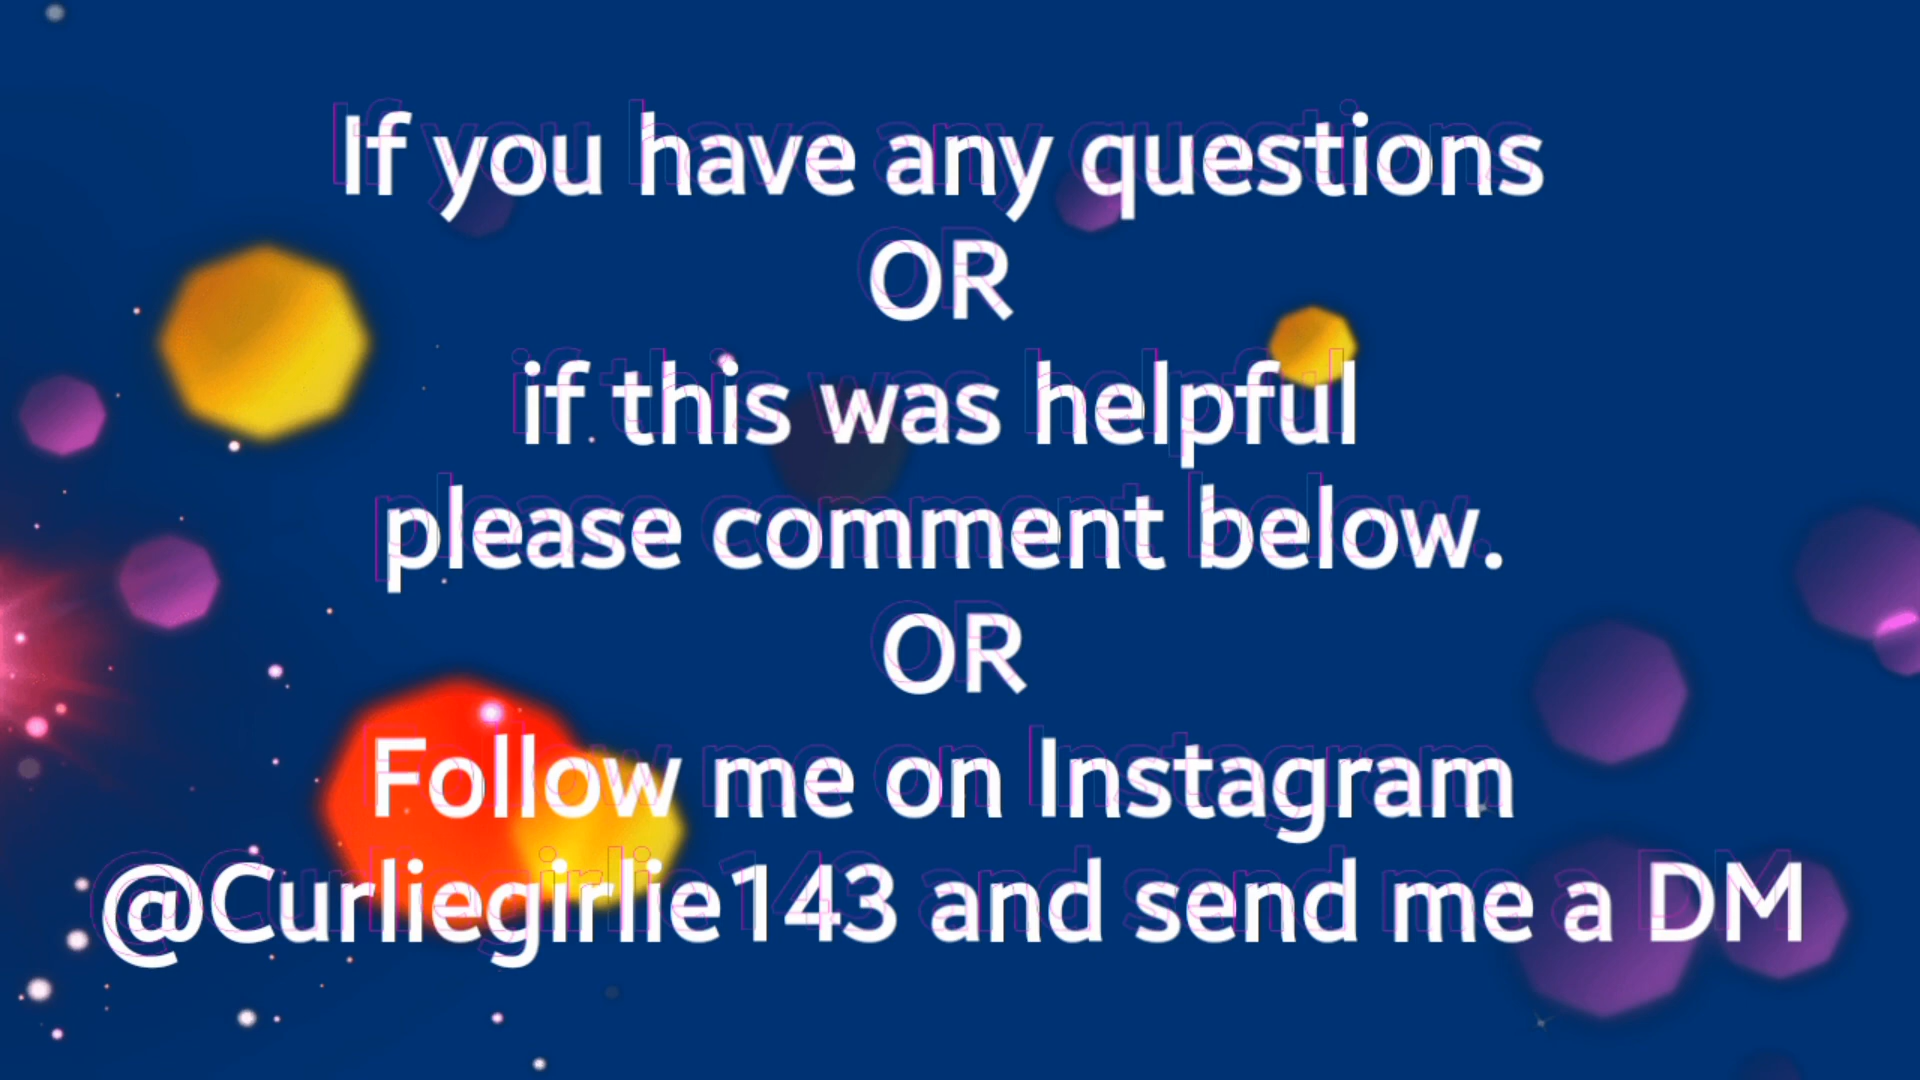 If you have any questions
OR
if this was helpful
please comment below.
OR
Follow me on Instagram
@Curliegirlie143 and send me a DM